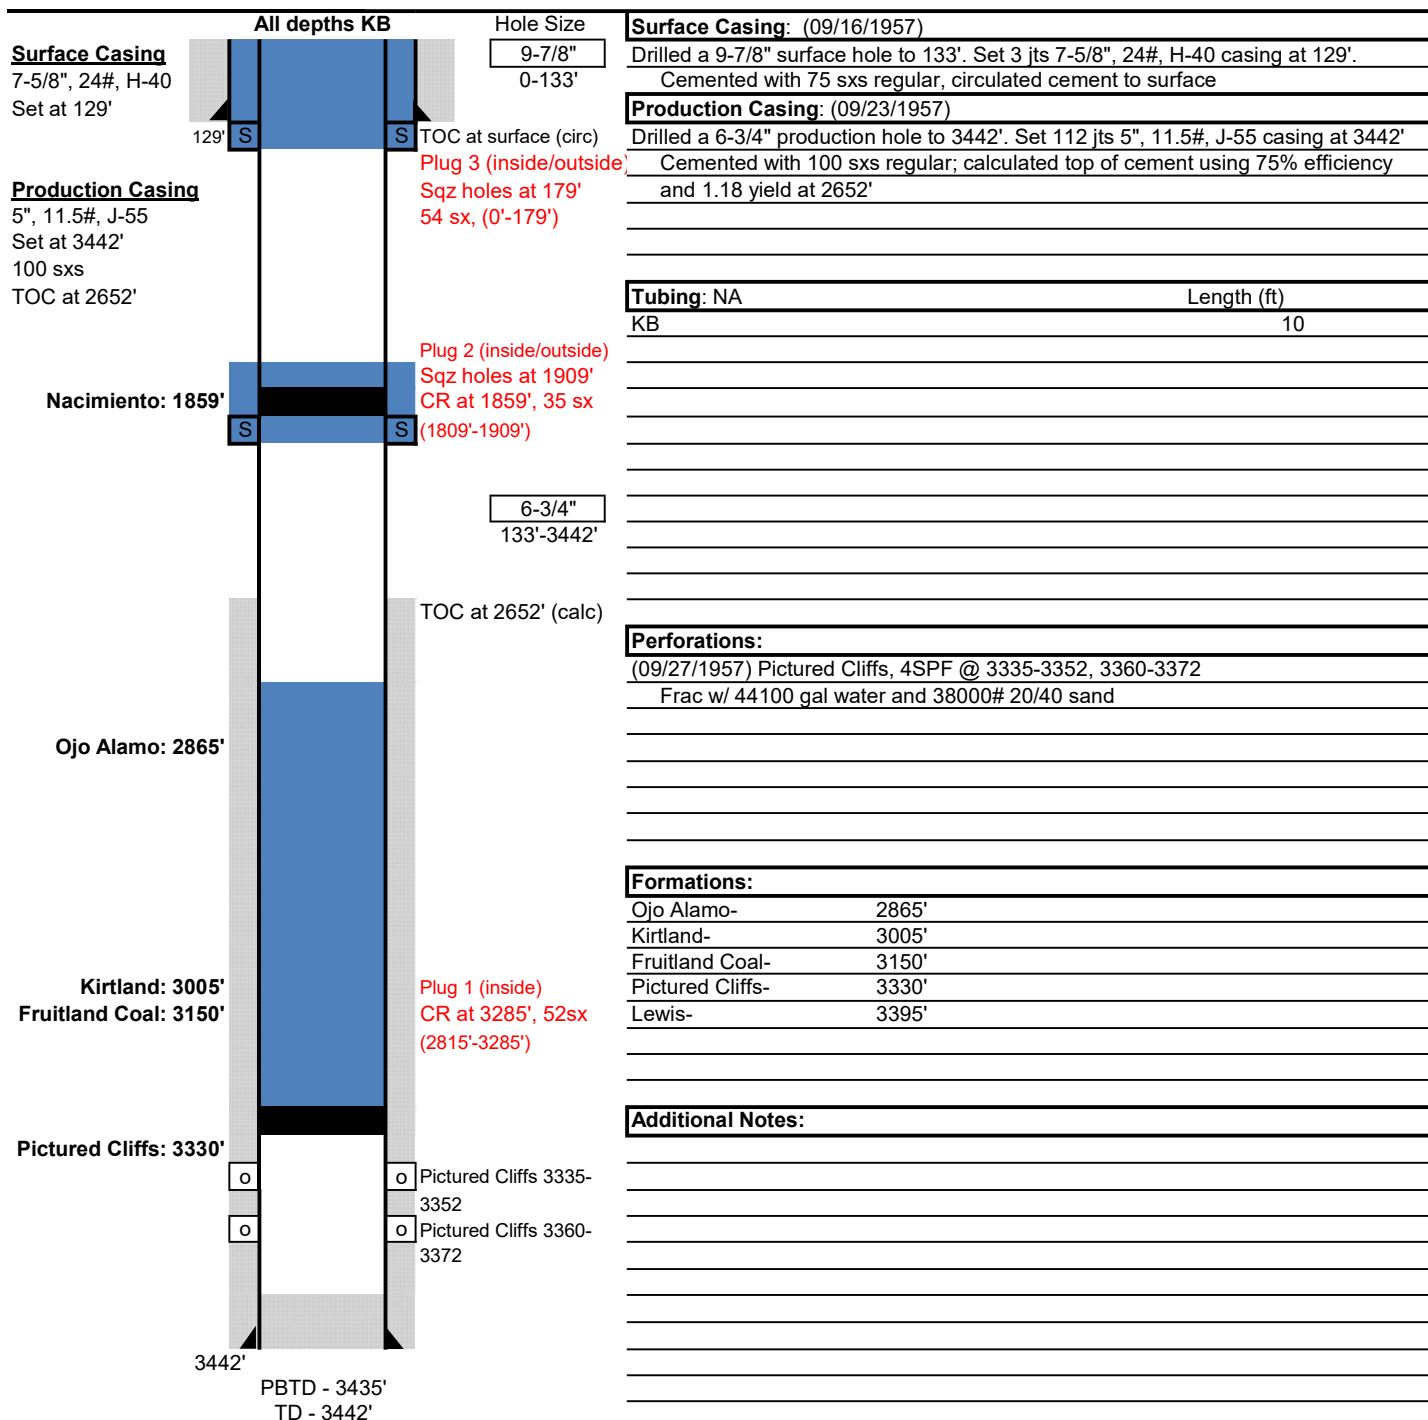 All depths KB
Hole Size
Surface Casing
7-5/8", 24#, H-40
Set at 129'
9-7/8"
0-133'
129'
S
S
TOC at surface (circ)
Plug 3 (inside/outside)
Sqz holes at 179'
54 sx, (0'-179')
Production Casing
5", 11.5#, J-55
Set at 3442'
100 sxs
TOC at 2652'
Plug 2 (inside/outside)
Sqz holes at 1909'
Nacimiento: 1859'
CR at 1859', 35 sx
S
S
(1809'-1909')
6-3/4"
133'-3442'
TOC at 2652' (calc)
Ojo Alamo: 2865'
Kirtland: 3005'
Fruitland Coal: 3150'
Plug 1 (inside)
CR at 3285', 52sx
(2815'-3285')
Pictured Cliffs: 3330'
o
o
Pictured Cliffs 3335-
3352
o
o
Pictured Cliffs 3360-
3372
3442'
PBTD - 3435'
TD - 3442'
Surface Casing: (09/16/1957)
Drilled a 9-7/8" surface hole to 133'. Set 3 jts 7-5/8", 24#, H-40 casing at 129'.
Cemented with 75 sxs regular, circulated cement to surface
Production Casing: (09/23/1957)
Drilled a 6-3/4" production hole to 3442'. Set 112 jts 5", 11.5#, J-55 casing at 3442'
Cemented with 100 sxs regular; calculated top of cement using 75% efficiency
and 1.18 yield at 2652'
Tubing: NA Length (ft)
KB 10
Perforations:
(09/27/1957) Pictured Cliffs, 4SPF @ 3335-3352, 3360-3372
Frac w/ 44100 gal water and 38000# 20/40 sand
Formations:
Ojo Alamo- 2865'
Kirtland- 3005'
Fruitland Coal- 3150'
Pictured Cliffs- 3330'
Lewis- 3395'
Additional Notes: